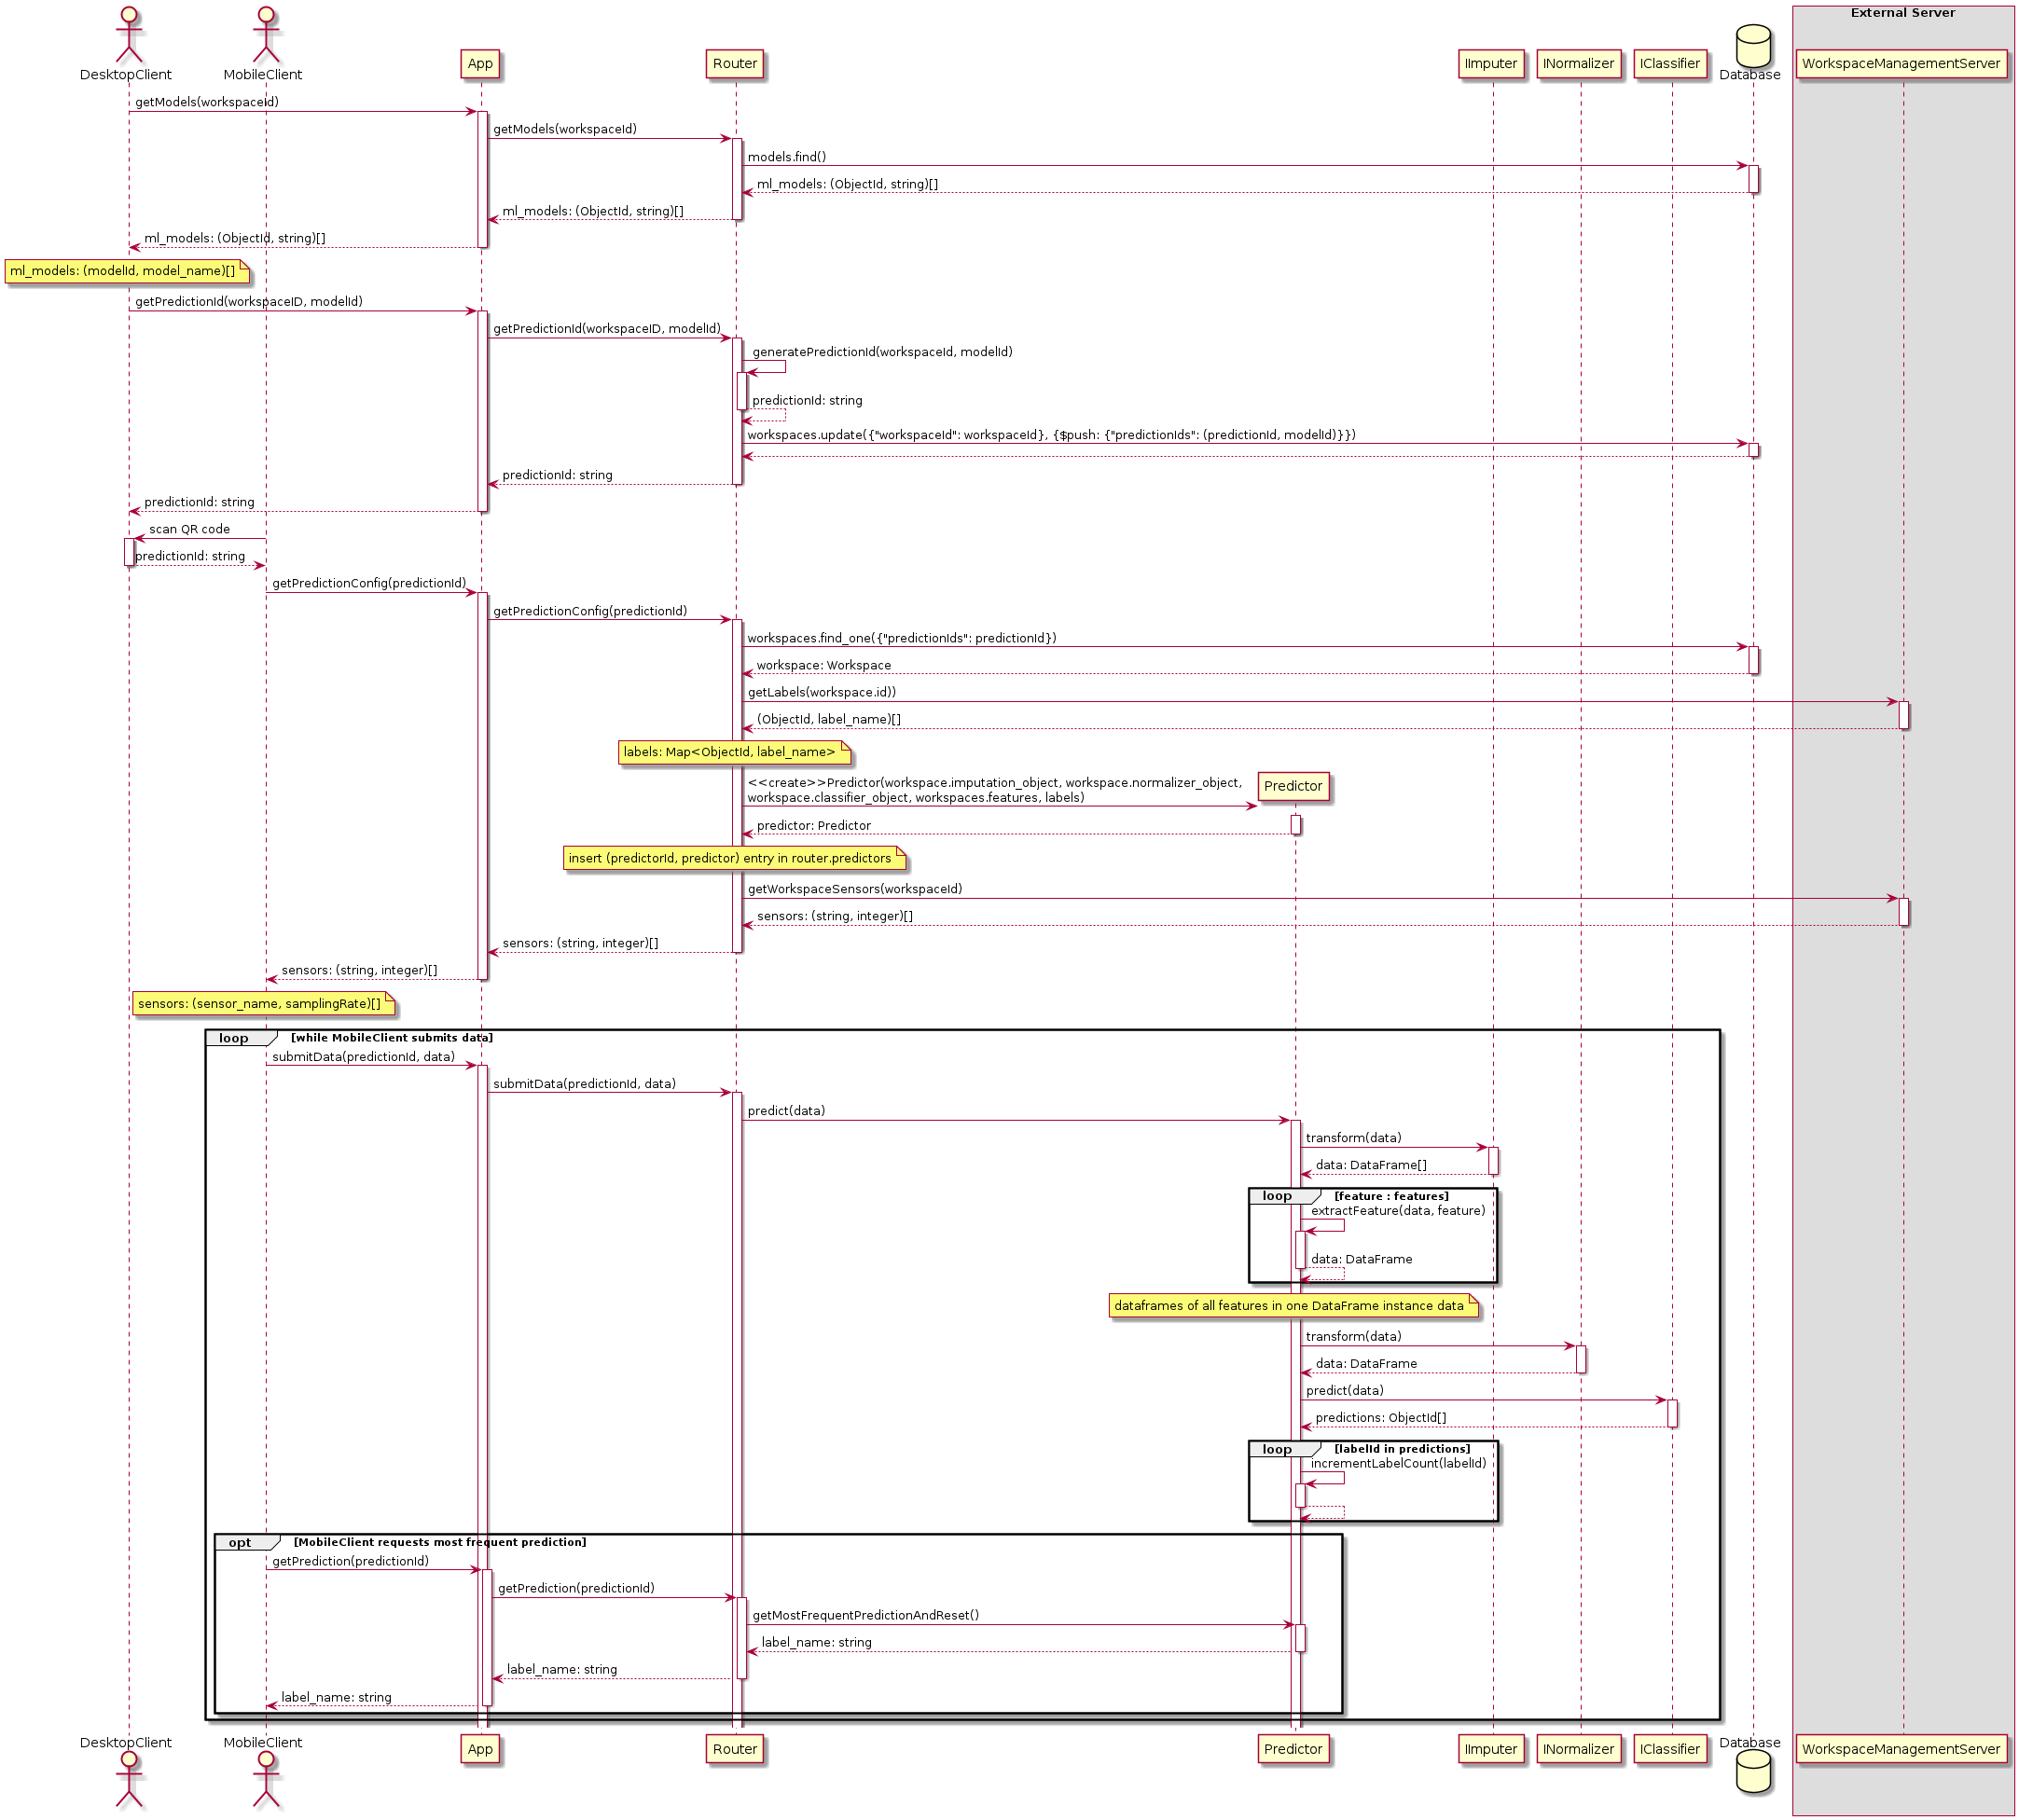 External Server
DesktopClient
MobileClient
App
Router
IImputer
INormalizer
IClassifier
Database
WorkspaceManagementServer
getModels(workspaceId)
getModels(workspaceId)
models.find()
ml_models: (ObjectId, string)[]
ml_models: (ObjectId, string)[]
ml_models: (ObjectId, string)[]
ml_models: (modelId, model_name)[]
getPredictionId(workspaceID, modelId)
getPredictionId(workspaceID, modelId)
generatePredictionId(workspaceId, modelId)
predictionId: string
workspaces.update({"workspaceId": workspaceId}, {$push: {"predictionIds": (predictionId, modelId)}})
predictionId: string
predictionId: string
scan QR code
predictionId: string
getPredictionConfig(predictionId)
getPredictionConfig(predictionId)
workspaces.find_one({"predictionIds": predictionId})
workspace: Workspace
getLabels(workspace.id))
(ObjectId, label_name)[]
labels: Map<ObjectId, label_name>
<<create>>Predictor(workspace.imputation_object, workspace.normalizer_object,
workspace.classifier_object, workspaces.features, labels)
Predictor
predictor: Predictor
insert (predictorId, predictor) entry in router.predictors
getWorkspaceSensors(workspaceId)
sensors: (string, integer)[]
sensors: (string, integer)[]
sensors: (string, integer)[]
sensors: (sensor_name, samplingRate)[]
loop [while MobileClient submits data]
submitData(predictionId, data)
submitData(predictionId, data)
predict(data)
transform(data)
data: DataFrame[]
loop [feature : features]
extractFeature(data, feature)
data: DataFrame
dataframes of all features in one DataFrame instance data
transform(data)
data: DataFrame
predict(data)
predictions: ObjectId[]
loop [labelId in predictions]
incrementLabelCount(labelId)
opt [MobileClient requests most frequent prediction]
getPrediction(predictionId)
getPrediction(predictionId)
getMostFrequentPredictionAndReset()
label_name: string
label_name: string
label_name: string
DesktopClient
MobileClient
App
Router
Predictor
IImputer
INormalizer
IClassifier
Database
WorkspaceManagementServer